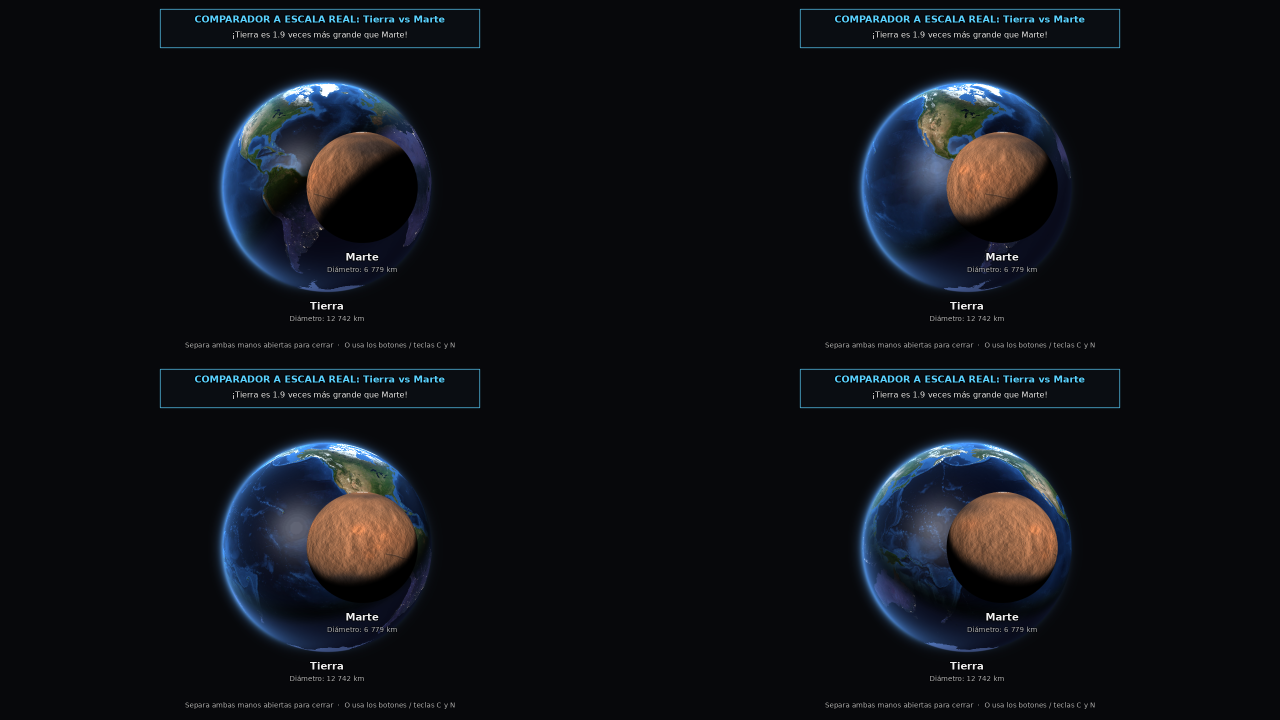 COMPARADOR A ESCALA REAL: Tierra vs Marte
¡Tierra es 1.9 veces más grande que Marte!
Marte
Diámetro: 6 779 km
Tierra
Diámetro: 12 742 km
Separa ambas manos abiertas para cerrar · O usa los botones / teclas C y N
COMPARADOR A ESCALA REAL: Tierra vs Marte
¡Tierra es 1.9 veces más grande que Marte!
Marte
Diámetro: 6 779 km
Tierra
Diámetro: 12 742 km
Separa ambas manos abiertas para cerrar · O usa los botones / teclas C y N
COMPARADOR A ESCALA REAL: Tierra vs Marte
¡Tierra es 1.9 veces más grande que Marte!
Marte
Diámetro: 6 779 km
Tierra
Diámetro: 12 742 km
Separa ambas manos abiertas para cerrar · O usa los botones / teclas C y N
COMPARADOR A ESCALA REAL: Tierra vs Marte
¡Tierra es 1.9 veces más grande que Marte!
Marte
Diámetro: 6 779 km
Tierra
Diámetro: 12 742 km
Separa ambas manos abiertas para cerrar · O usa los botones / teclas C y N